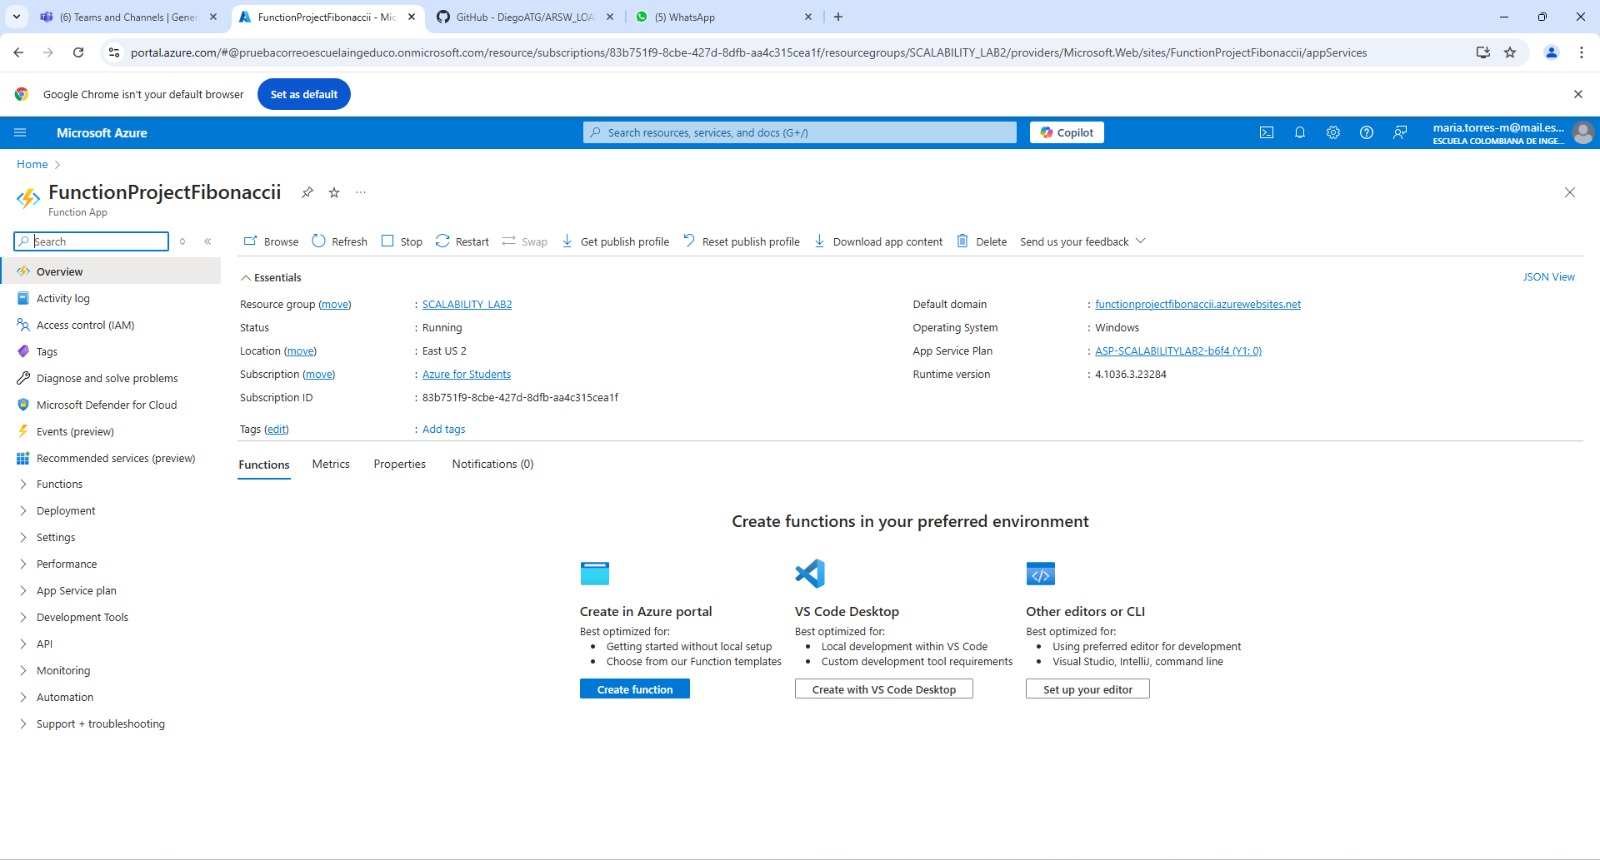 (6) Teams and Channels | Gene
FunctionProjectFibonaccii - Mic
GitHub - DiegoATG/ARSW_LOA
(5) WhatsApp
portal.azure.com/#@pruebacorreoescuelaingeduco.onmicrosoft.com/resource/subscriptions/83b751f9-8cbe-427d-8dfb-aa4c315cea1f/resourcegroups/SCALABILITY_LAB2/providers/Microsoft.Web/sites/FunctionProjectFibonaccii/appServices
Google Chrome isn't your default browser
Set as default
Microsoft Azure
Search resources, services, and docs (G+/)
Copilot
maria.torres-m@mail.es...
ESCUELA COLOMBIANA DE INGE...
Home
FunctionProjectFibonaccii
Function App
Search
Browse Refresh Stop Restart Swap Get publish profile Reset publish profile Download app content Delete Send us your feedback
Overview
Activity log
Access control (IAM)
Tags
Diagnose and solve problems
Microsoft Defender for Cloud
Events (preview)
Recommended services (preview)
Functions
Deployment
Settings
Performance
App Service plan
Development Tools
API
Monitoring
Automation
Support + troubleshooting
Essentials
JSON View
Resource group (move) : SCALABILITY_LAB2
Status : Running
Location (move) : East US 2
Subscription (move) : Azure for Students
Subscription ID : 83b751f9-8cbe-427d-8dfb-aa4c315cea1f
Tags (edit) : Add tags
Default domain : functionprojectfibonaccii.azurewebsites.net
Operating System : Windows
App Service Plan : ASP-SCALABILITYLAB2-b6f4 (Y1: 0)
Runtime version : 4.1036.3.23284
Functions Metrics Properties Notifications (0)
Create functions in your preferred environment
Create in Azure portal
Best optimized for:
• Getting started without local setup
• Choose from our Function templates
Create function
VS Code Desktop
Best optimized for:
• Local development within VS Code
• Custom development tool requirements
Create with VS Code Desktop
Other editors or CLI
Best optimized for:
• Using preferred editor for development
• Visual Studio, IntelliJ, command line
Set up your editor